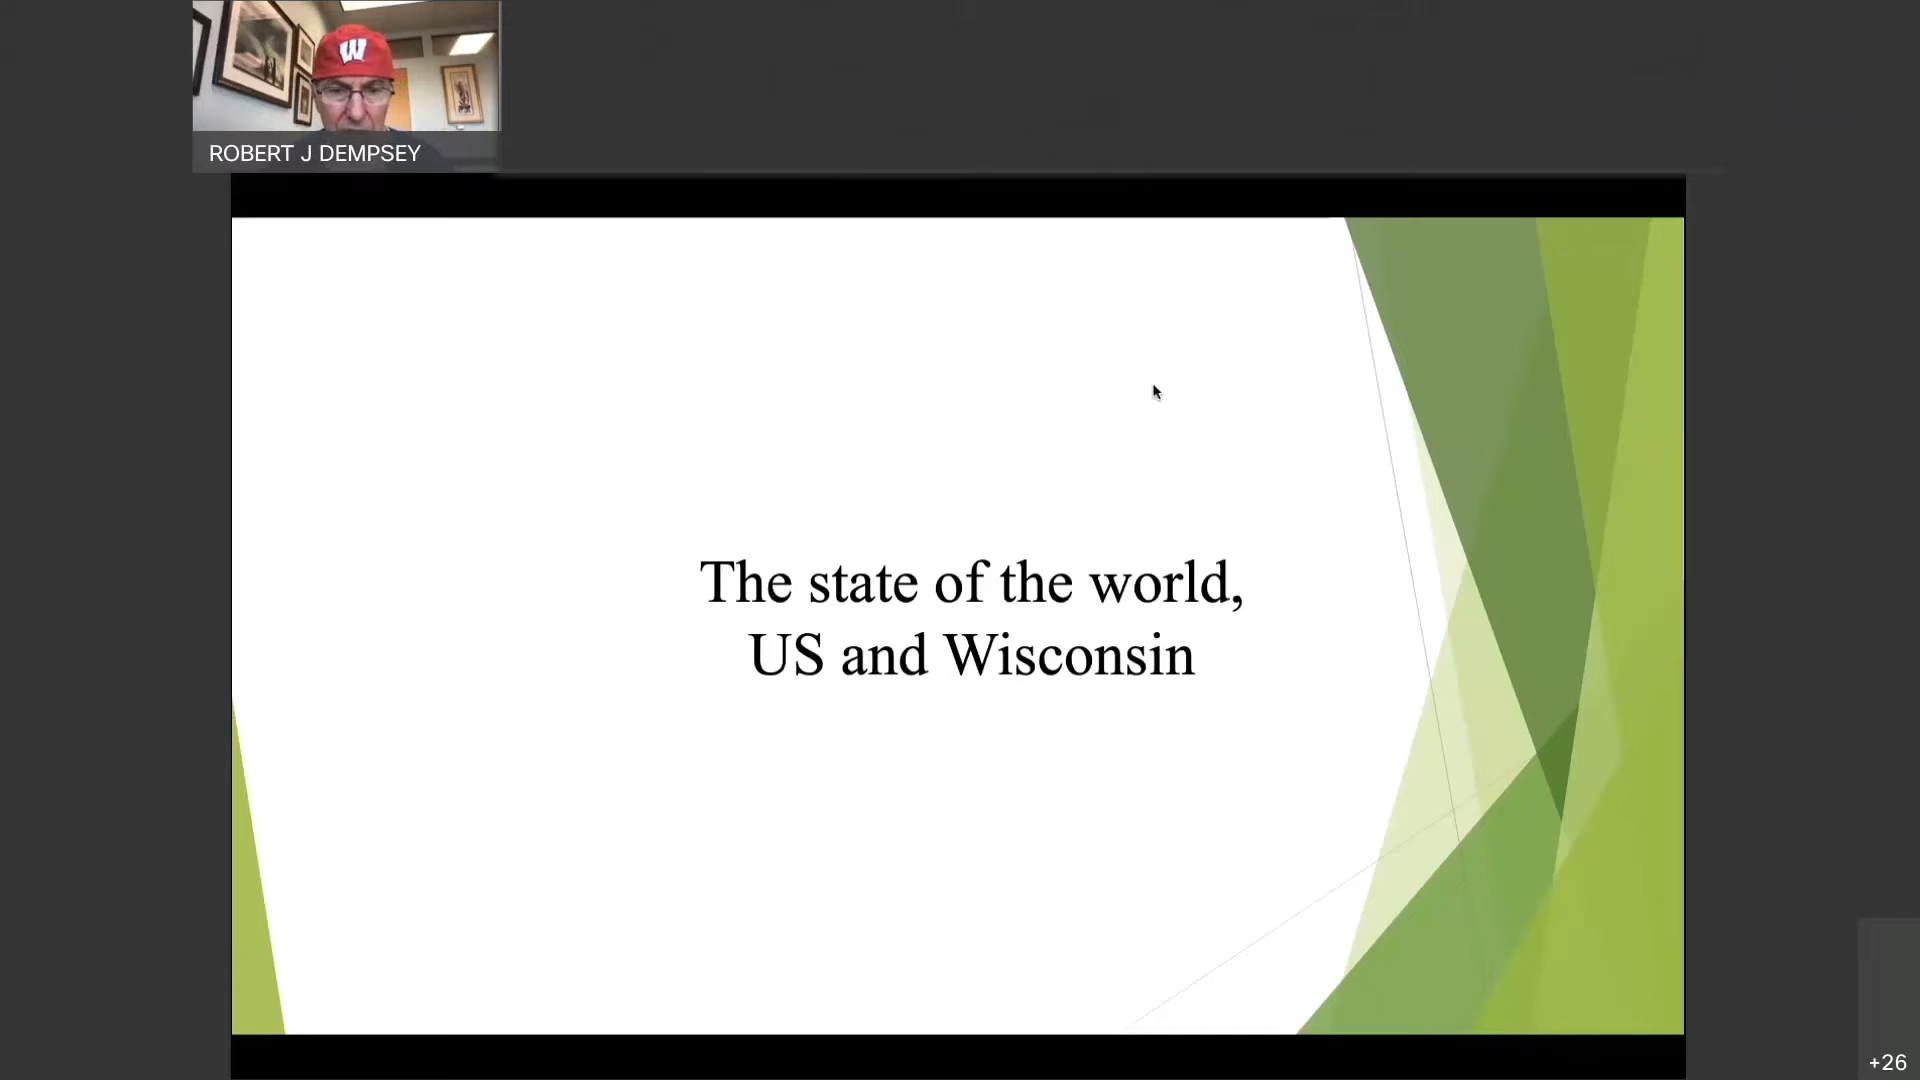 W
ROBERT J DEMPSEY
The state of the world,
US and Wisconsin
+26